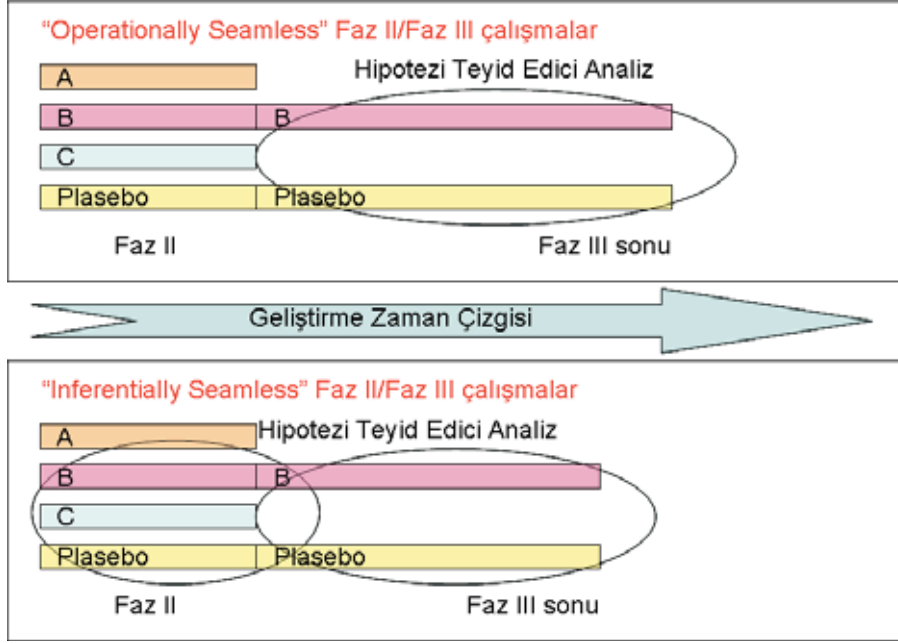 “Operationally Seamless” Faz II/Faz III çalışmalar
Hipotezi Teyid Edici Analiz
A
B B
C
Plasebo Plasebo
Faz II Faz III sonu
Geliştirme Zaman Çizgisi
“Inferentially Seamless” Faz II/Faz III çalışmalar
Hipotezi Teyid Edici Analiz
A
B B
C
Plasebo Plasebo
Faz II Faz III sonu